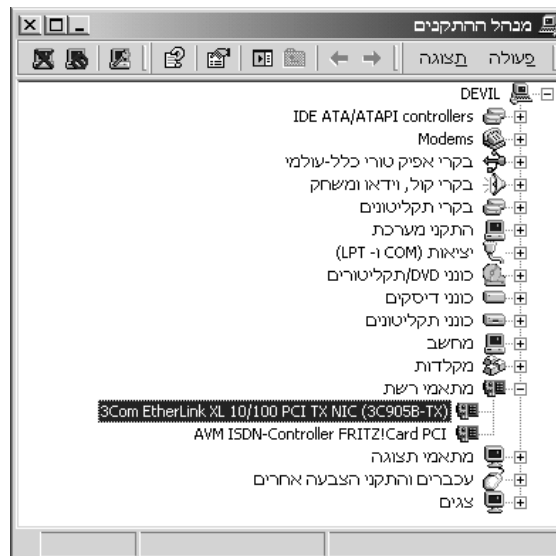 מנהל ההתקנים
פעולה תצוגה
DEVIL
IDE ATA/ATAPI controllers
Modems
בקרי אפיק טורי כלל-עולמי
בקרי קול, וידאו ומשחק
בקרי תקליטונים
התקני מערכת
יציאות (COM ו- LPT)
כונני DVD/תקליטורים
כונני דיסקים
כונני תקליטונים
מחשב
מקלדות
מתאמי רשת
3Com EtherLink XL 10/100 PCI TX NIC (3C905B-TX)
AVM ISDN-Controller FRITZ!Card PCI
מתאמי תצוגה
עכברים והתקני הצבעה אחרים
צגים